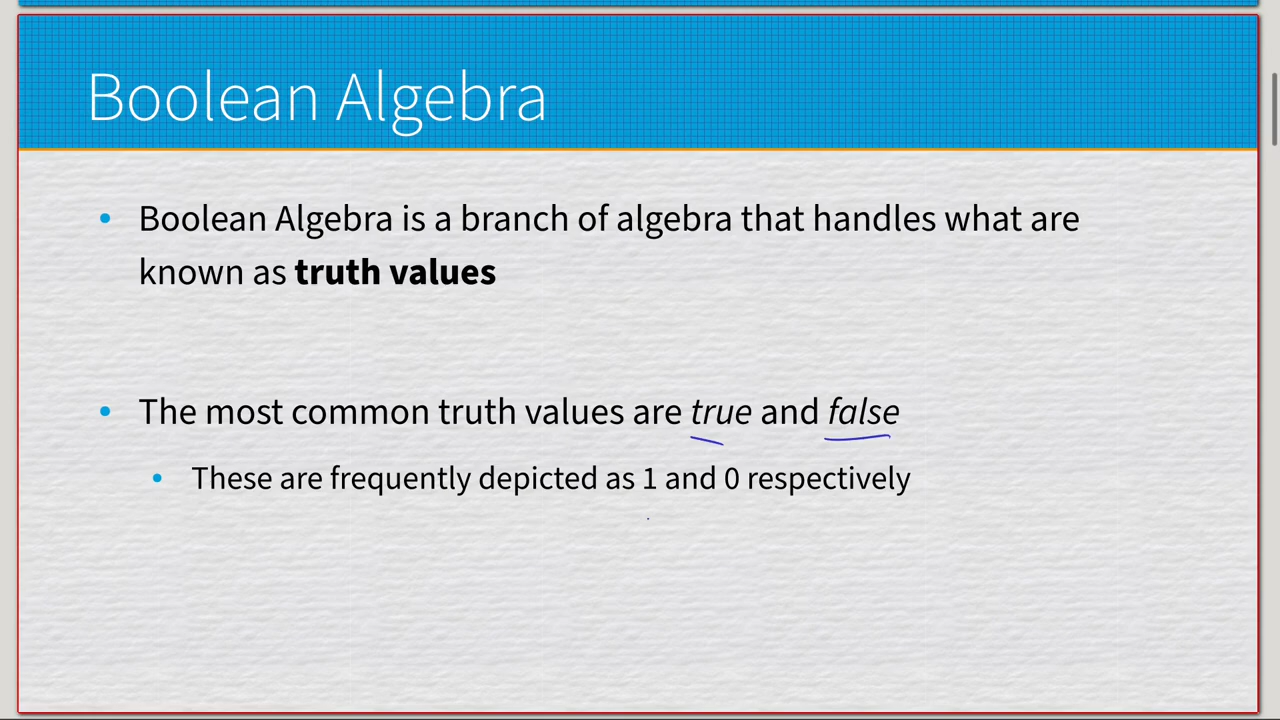 Boolean Algebra
• Boolean Algebra is a branch of algebra that handles what are
known as truth values
• The most common truth values are true and false
• These are frequently depicted as 1 and 0 respectively